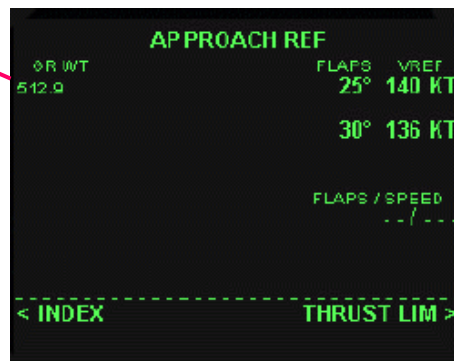 APPROACH REF
GR WT FLAPS VREF
512.9 25° 140 KT
30° 136 KT
FLAPS / SPEED
--/---
< INDEX THRUST LIM >